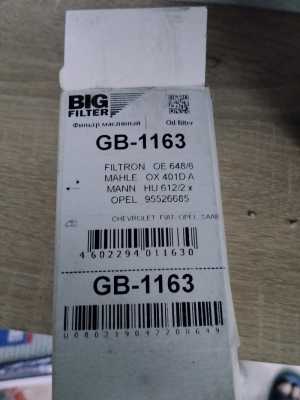 BIG
FILTER
Фильтр масляный Oil filter
GB-1163
FILTRON OE 648/6
MAHLE OX 401D A
MANN HU 612/2 x
OPEL 95526685
CHEVROLET FIAT OPEL SAAB
4 602294 011630
GB-1163